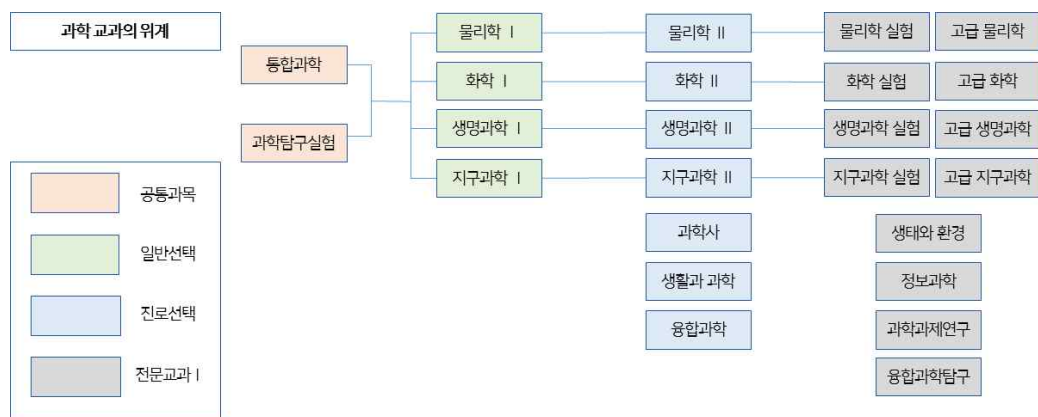 과학 교과의 위계
통합과학
과학탐구실험
물리학 Ⅰ
화학 Ⅰ
생명과학 Ⅰ
지구과학 Ⅰ
물리학 Ⅱ
화학 Ⅱ
생명과학 Ⅱ
지구과학 Ⅱ
과학사
생활과 과학
융합과학
물리학 실험
고급 물리학
화학 실험
고급 화학
생명과학 실험
고급 생명과학
지구과학 실험
고급 지구과학
생태와 환경
정보과학
과학과제연구
융합과학탐구
공통과목
일반선택
진로선택
전문교과 Ⅰ